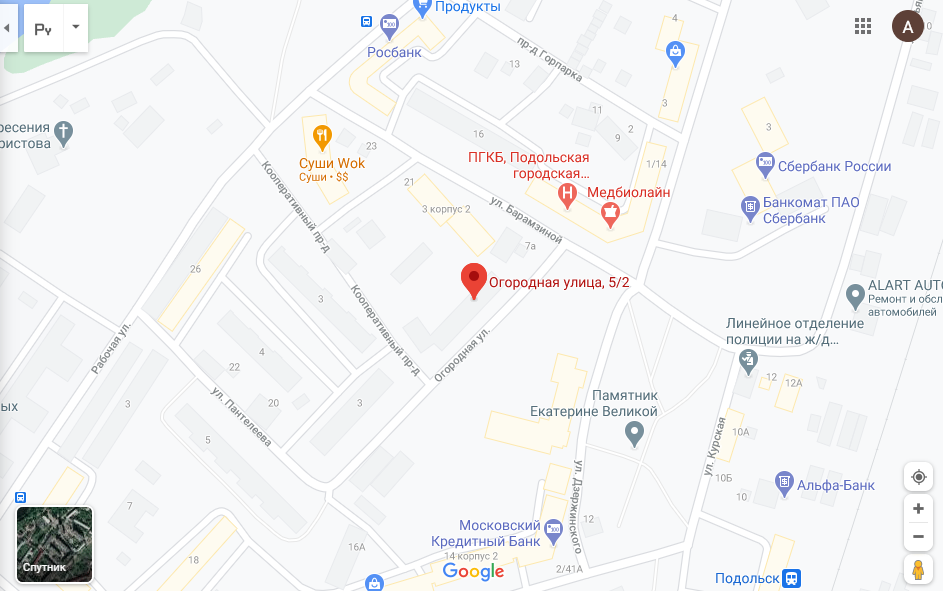 Продукты
4
0
Росбанк
А
пр-д Горпарка
13
11
3
3
9
2
16
1/14
ресения
ристова
23
Суши Wok
Суши • $$
ПГКБ, Подольская
городская...
Медбиолайн
Сбербанк России
Банкомат ПАО
Сбербанк
Кооперативный пр-д
21
3 корпус 2
ул. Барамзиной
7а
26
3
Огородная улица, 5/2
ALART AUTO
Ремонт и обсл
автомобилей
Линейное отделение
полиции на ж/д...
Рабочая ул.
Кооперативный пр-д
Огородная ул.
4
22
12
12А
ых
3
20
3
ул. Пантелеева
Памятник
Екатерине Великой
5
10А
ул. Курская
10Б
10
Альфа-Банк
ул. Дзержинского
7
12
Московский
Кредитный Банк
16А
14 корпус 2
18
2/41А
Спутник
Google
Подольск